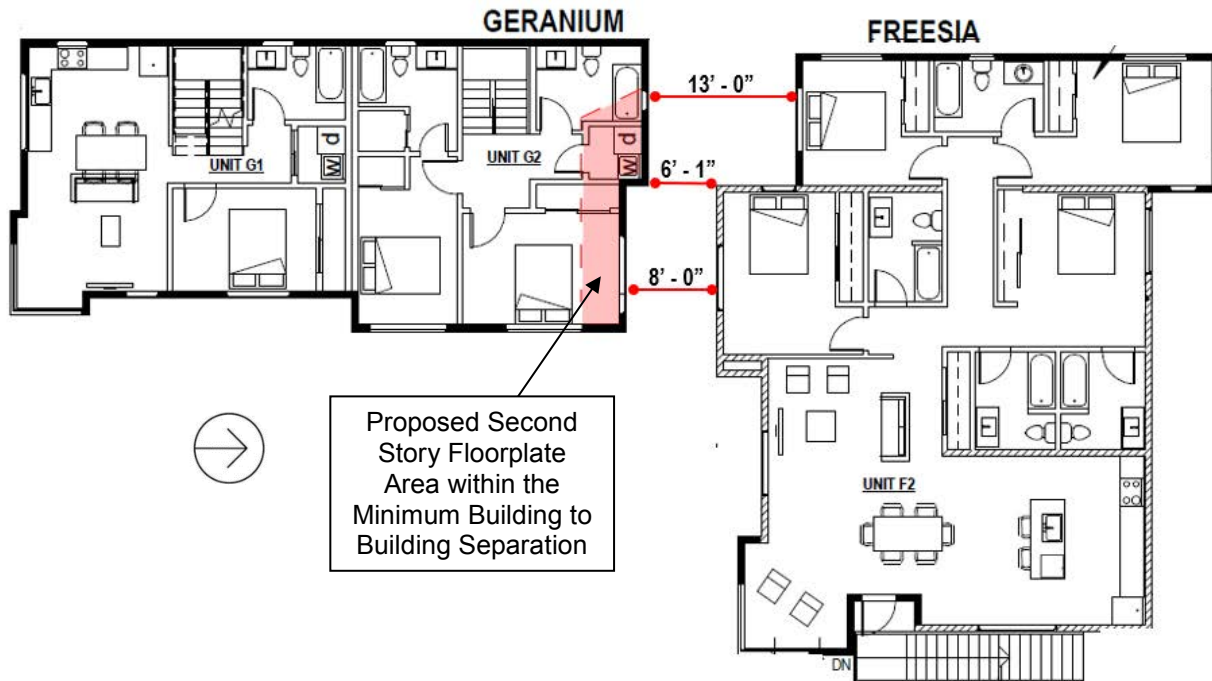 GERANIUM
FREESIA
13' - 0”
6' - 1”
8' - 0”
UNIT G1
UNIT G2
d
W
d
W
Proposed Second
Story Floorplate
Area within the
Minimum Building to
Building Separation
UNIT F2
DN